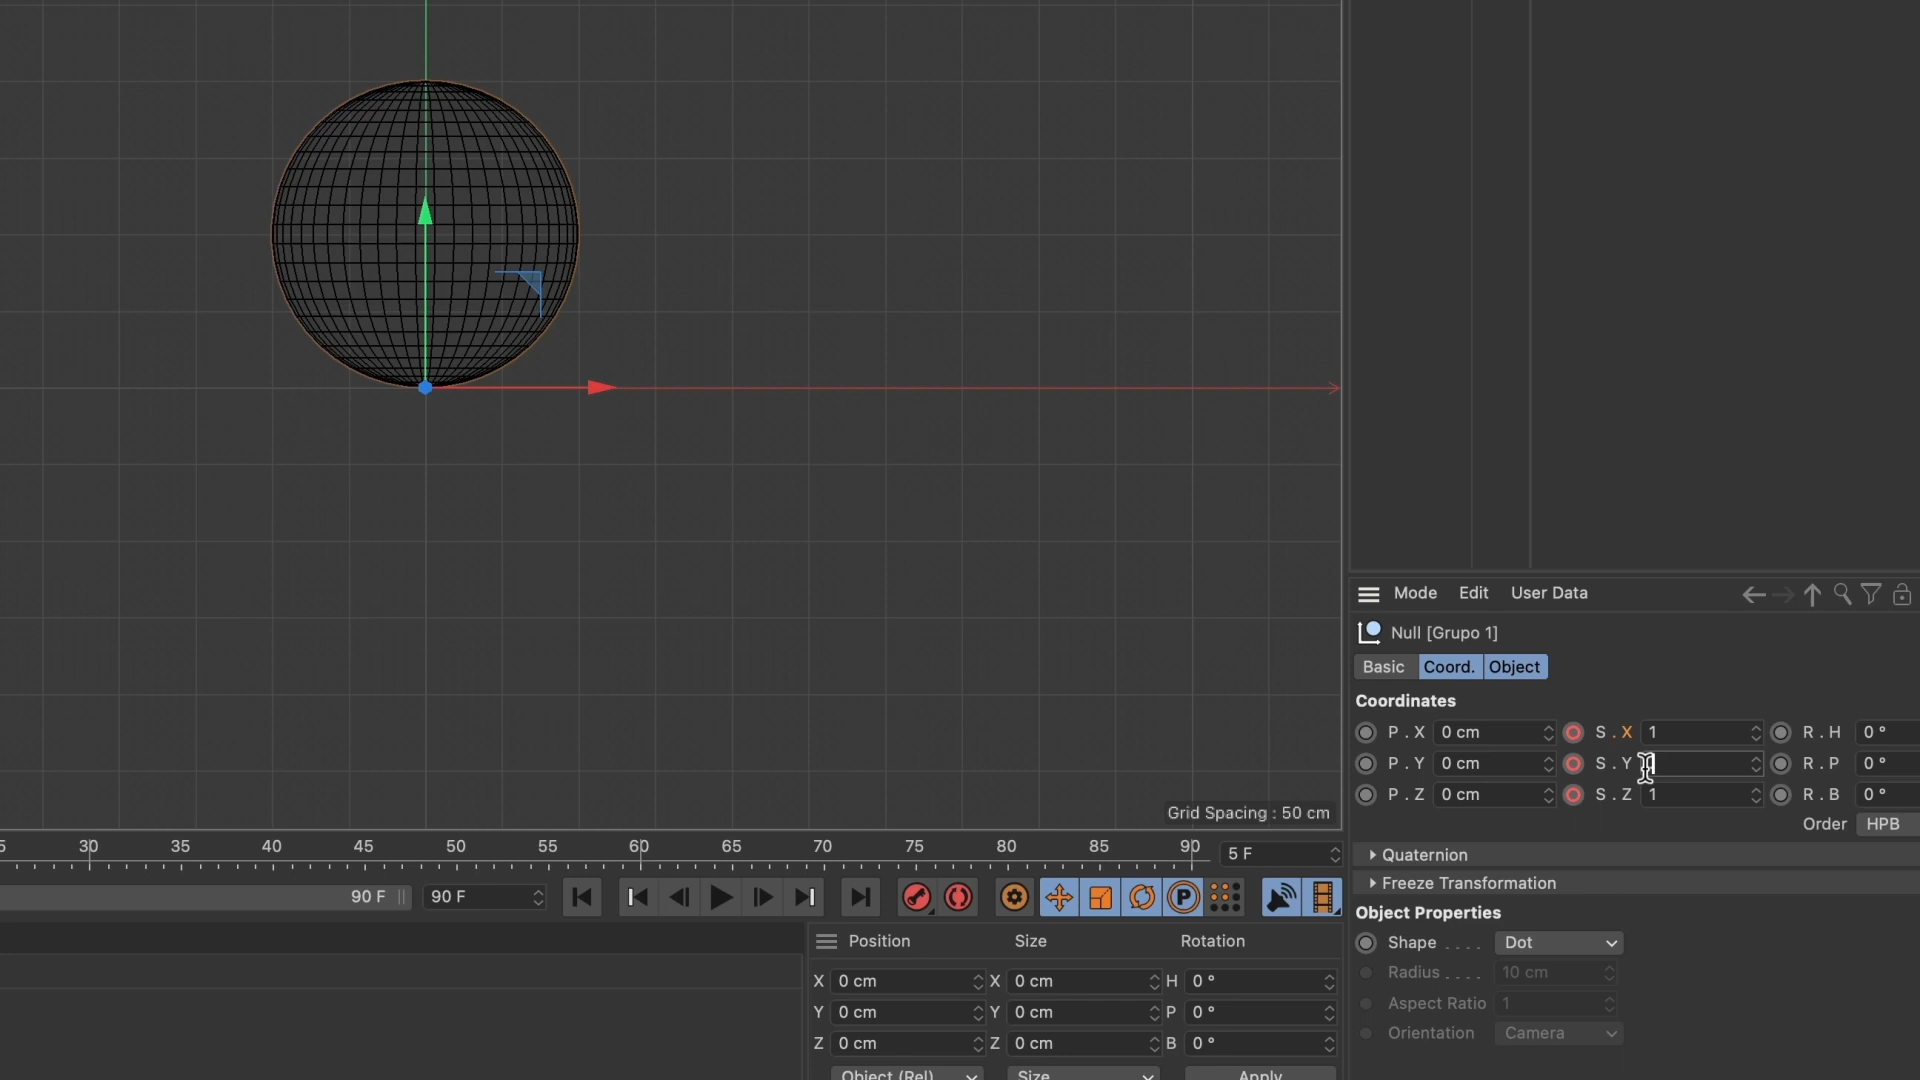 Grid Spacing : 50 cm
30 35 40 45 50 55 60 65 70 75 80 85 90
5 F
90 F
90 F
Position Size Rotation
X 0 cm X 0 cm H 0 °
Y 0 cm Y 0 cm P 0 °
Z 0 cm Z 0 cm B 0 °
Object (Rel) Size Apply
Mode Edit User Data
Null [Grupo 1]
Basic Coord. Object
Coordinates
P . X 0 cm S . X 1 R . H 0 °
P . Y 0 cm S . Y R . P 0 °
P . Z 0 cm S . Z 1 R . B 0 °
Order HPB
Quaternion
Freeze Transformation
Object Properties
Shape . . . . Dot
Radius . . . . 10 cm
Aspect Ratio 1
Orientation Camera